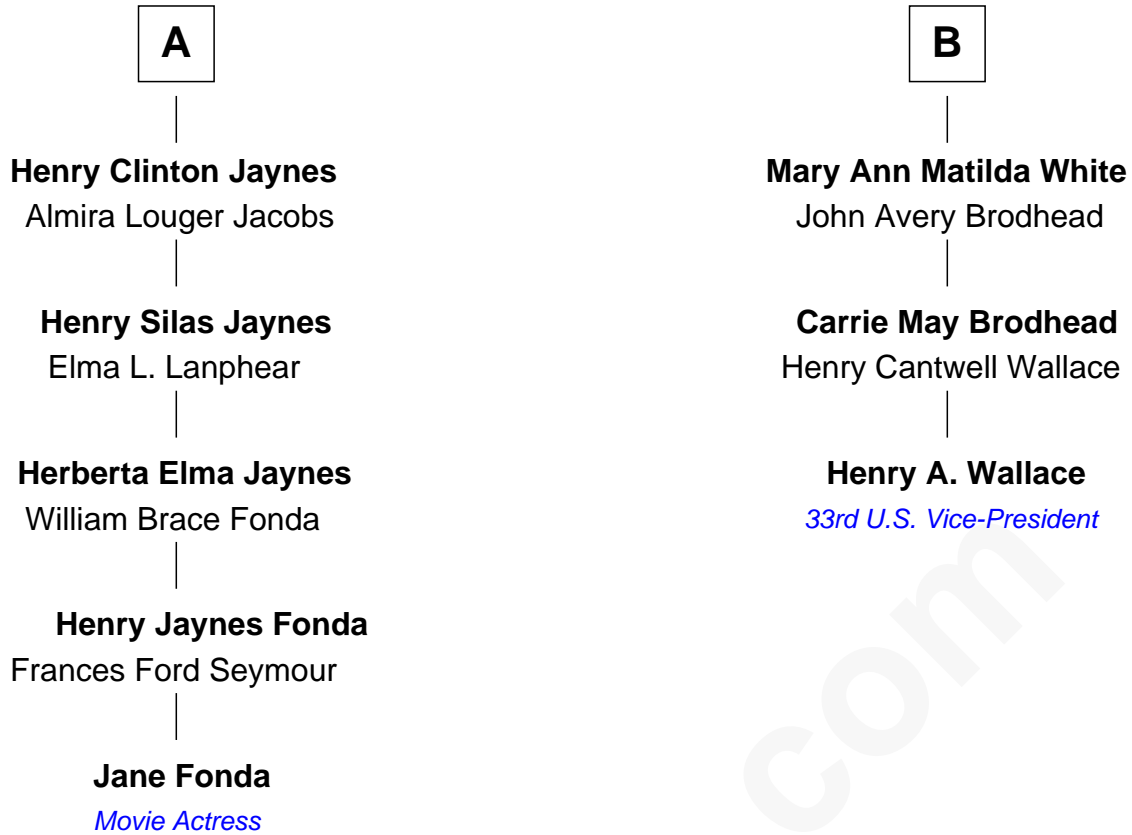 A
Henry Clinton Jaynes
Almira Louger Jacobs
Henry Silas Jaynes
Elma L. Lanphear
Herberta Elma Jaynes
William Brace Fonda
Henry Jaynes Fonda
Frances Ford Seymour
Jane Fonda
Movie Actress
B
Mary Ann Matilda White
John Avery Brodhead
Carrie May Brodhead
Henry Cantwell Wallace
Henry A. Wallace
33rd U.S. Vice-President
com